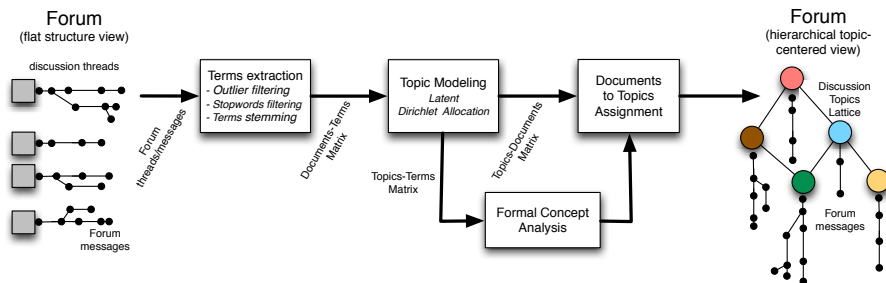 Forum
(flat structure view)
discussion threads
Forum
messages
Forum
threads/messages
Terms extraction
- Outlier filtering
- Stopwords filtering
- Terms stemming
Documents-Terms
Matrix
Topic Modeling
Latent
Dirichlet Allocation
Topics-Terms
Matrix
Topics-Documents
Matrix
Formal Concept
Analysis
Documents
to Topics
Assignment
Forum
(hierarchical topic-
centered view)
Discussion
Topics
Lattice
Forum
messages